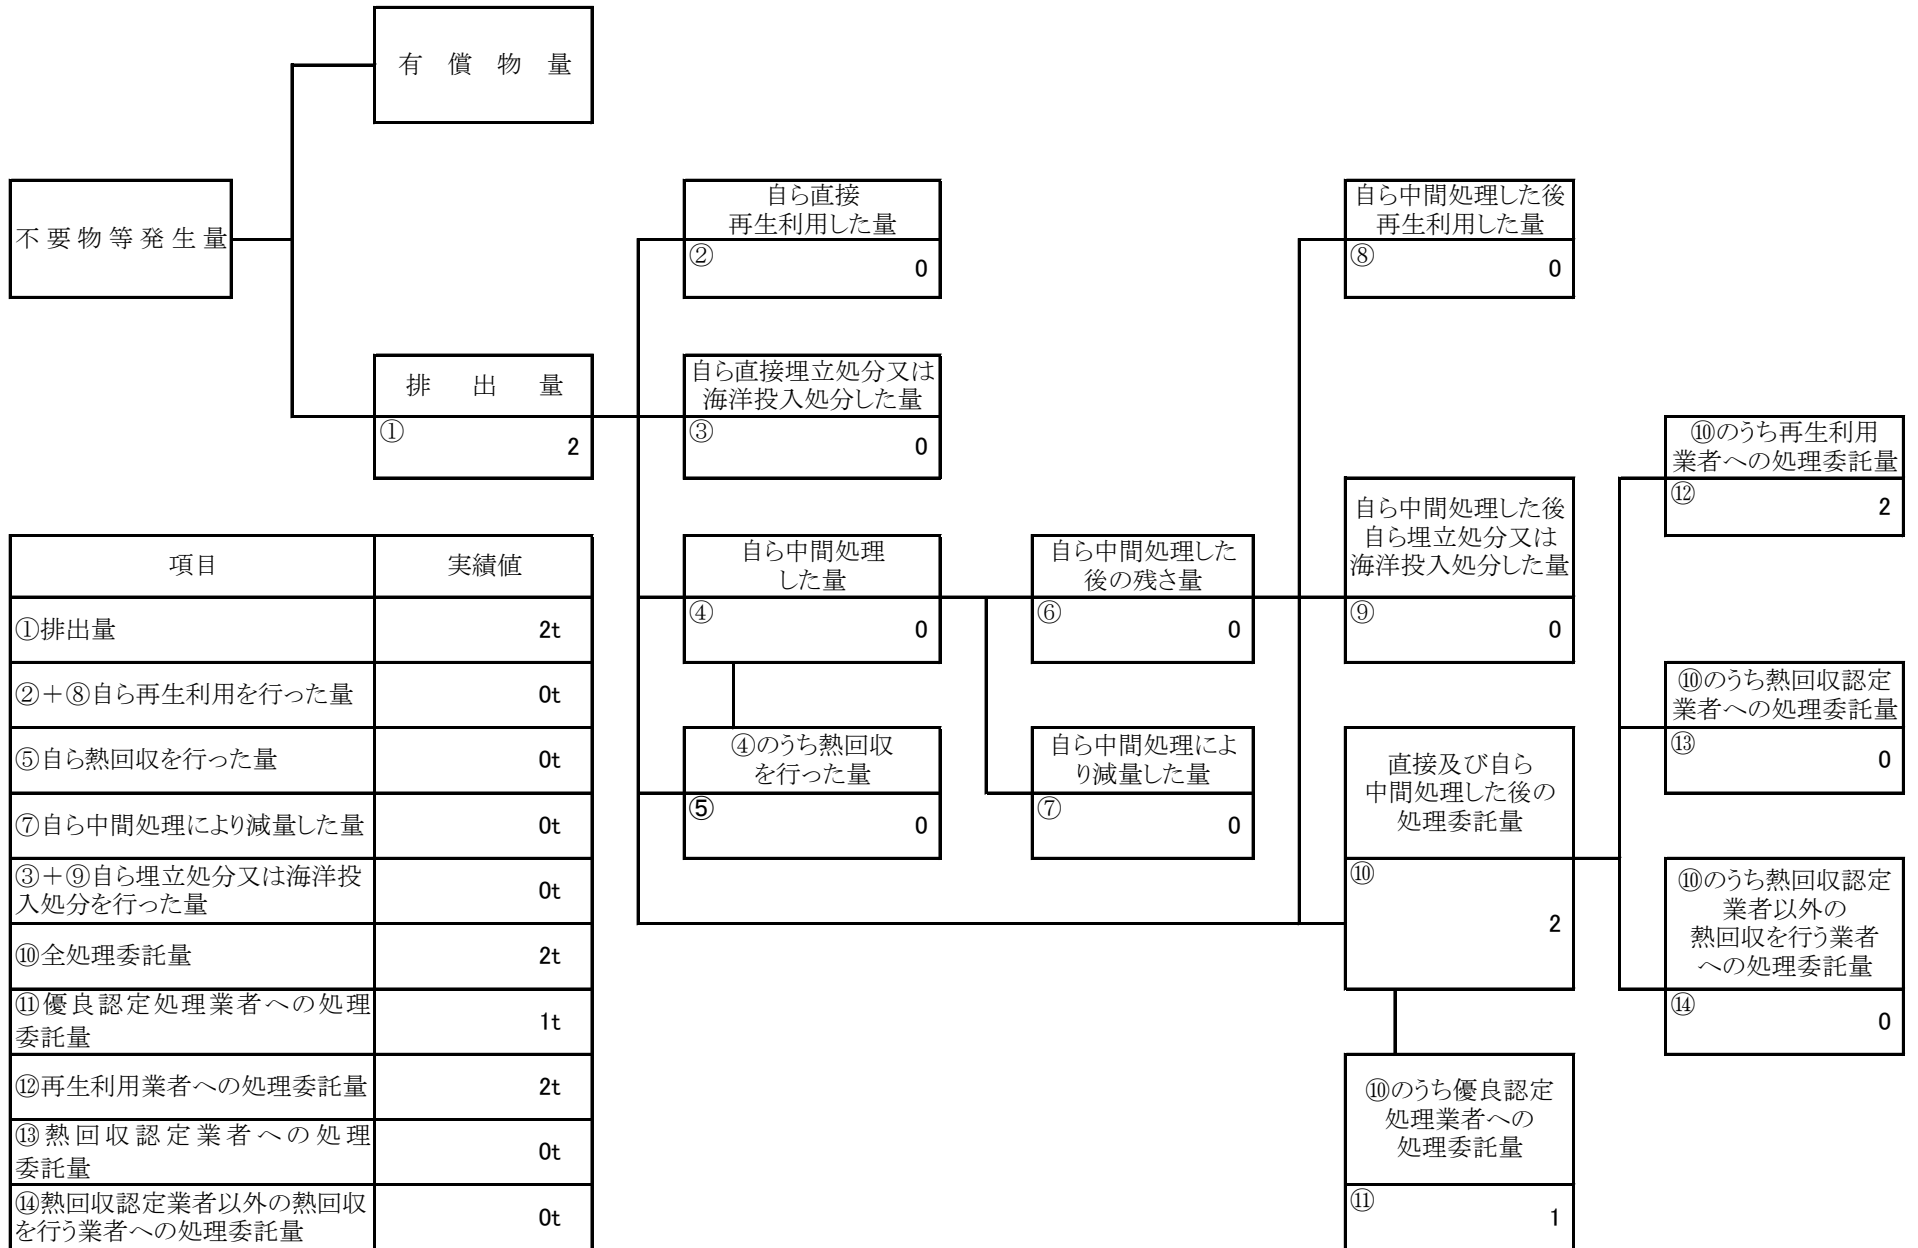 有償物量
不要物等発生量
自ら直接
再生利用した量
②
0
自ら中間処理した後
再生利用した量
⑧
0
排出量
①
2
自ら直接埋立処分又は
海洋投入処分した量
③
0
⑩のうち再生利用
業者への処理委託量
⑫
2
自ら中間処理
した量
④
0
自ら中間処理した
後の残さ量
⑥
0
自ら中間処理した後
自ら埋立処分又は
海洋投入処分した量
⑨
0
⑩のうち熱回収認定
業者への処理委託量
⑬
0
④のうち熱回収
を行った量
⑤
0
自ら中間処理によ
り減量した量
⑦
0
直接及び自ら
中間処理した後の
処理委託量
⑩
2
⑩のうち熱回収認定
業者以外の
熱回収を行う業者
への処理委託量
⑭
0
⑩のうち優良認定
処理業者への
処理委託量
⑪
1
項目 実績値
①排出量 2t
②+⑧自ら再生利用を行った量 0t
⑤自ら熱回収を行った量 0t
⑦自ら中間処理により減量した量 0t
③+⑨自ら埋立処分又は海洋投
入処分を行った量 0t
⑩全処理委託量 2t
⑪優良認定処理業者への処理
委託量 1t
⑫再生利用業者への処理委託量 2t
⑬熱回収認定業者への処理
委託量 0t
⑭熱回収認定業者以外の熱回収
を行う業者への処理委託量 0t